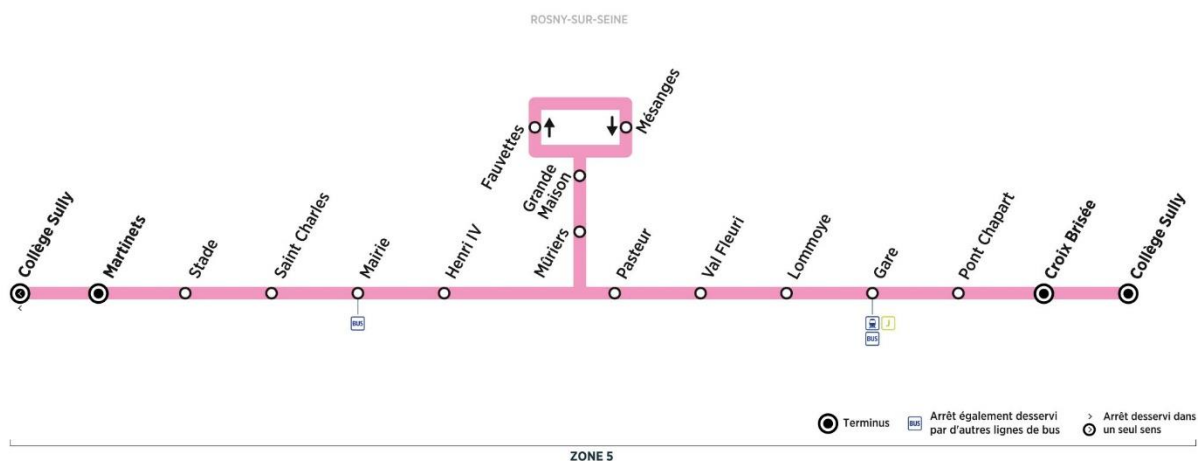 ROSNY-SUR-SEINE
Mésanges
Fauvettes
Grande
Maison
Mûriers
Collège Sully
Martinets
Stade
Saint Charles
Mairie
Henri IV
Pasteur
Val Fleuri
Lommoye
Gare
Pont Chapart
Croix Brisée
Collège Sully
BUS
J
BUS
Terminus
BUS
Arrêt également desservi
par d'autres lignes de bus
Arrêt desservi dans
un seul sens
ZONE 5